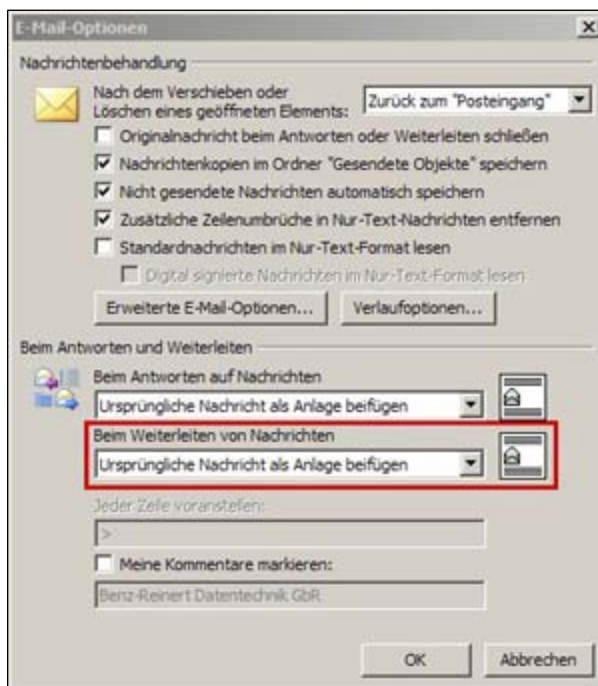 E-Mail-Optionen
Nachrichtenbehandlung
Nach dem Verschieben oder
Löschen eines geöffneten Elements:
Zurück zum "Posteingang"
Originalnachricht beim Antworten oder Weiterleiten schließen
Nachrichtenkopien im Ordner "Gesendete Objekte" speichern
Nicht gesendete Nachrichten automatisch speichern
Zusätzliche Zeilenumbrüche in Nur-Text-Nachrichten entfernen
Standardnachrichten im Nur-Text-Format lesen
Digital signierte Nachrichten im Nur-Text-Format lesen
Erweiterte E-Mail-Optionen... Verlaufoptionen...
Beim Antworten und Weiterleiten
Beim Antworten auf Nachrichten
Ursprüngliche Nachricht als Anlage beifügen
Beim Weiterleiten von Nachrichten
Ursprüngliche Nachricht als Anlage beifügen
Jeder Zeile voranstellen:
>
Meine Kommentare markieren:
Benz-Reinert Datentechnik GbR
OK Abbrechen